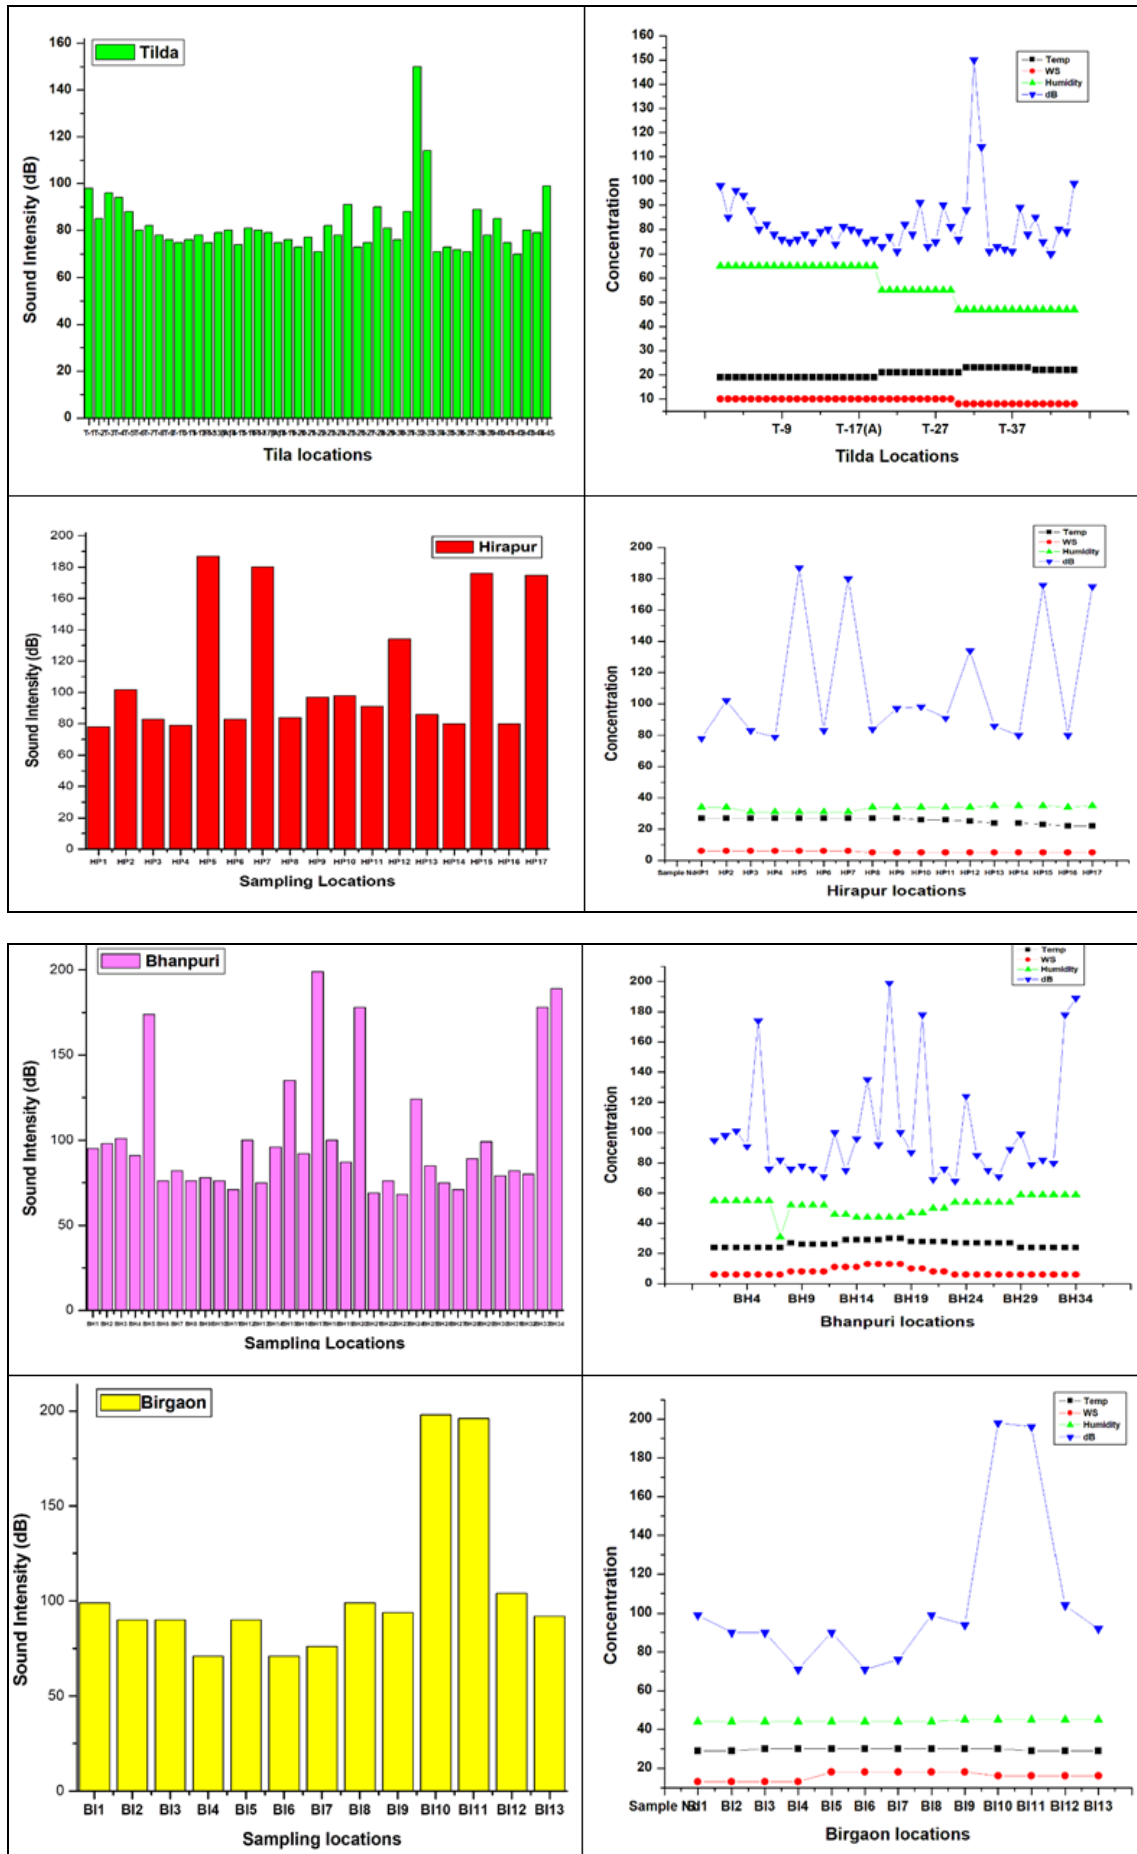 160
140
120
100
80
60
40
20
0
Tilda
Sound Intensity (dB)
Tila locations
160
150
140
130
120
110
100
90
80
70
60
50
40
30
20
10
Temp
WS
Humidity
dB
Concentration
T-9 T-17(A) T-27 T-37
Tilda Locations
200
180
160
140
120
100
80
60
40
20
0
Hirapur
Sound Intensity (dB)
HP1 HP2 HP3 HP4 HP5 HP6 HP7 HP8 HP9 HP10 HP11 HP12 HP13 HP14 HP15 HP16 HP17
Sampling Locations
200
180
160
140
120
100
80
60
40
20
0
Temp
WS
Humidity
dB
Concentration
Sample No HP1 HP2 HP3 HP4 HP5 HP6 HP7 HP8 HP9 HP10 HP11 HP12 HP13 HP14 HP15 HP16 HP17
Hirapur locations
200
150
100
50
0
Bhanpuri
Sound Intensity (dB)
Sampling Locations
200
180
160
140
120
100
80
60
40
20
0
Temp
WS
Humidity
dB
Concentration
BH4 BH9 BH14 BH19 BH24 BH29 BH34
Bhanpuri locations
200
150
100
50
0
Birgaon
Sound Intensity (dB)
BI1 BI2 BI3 BI4 BI5 BI6 BI7 BI8 BI9 BI10 BI11 BI12 BI13
Sampling locations
200
180
160
140
120
100
80
60
40
20
Temp
WS
Humidity
dB
Concentration
Sample No BI1 BI2 BI3 BI4 BI5 BI6 BI7 BI8 BI9 BI10 BI11 BI12 BI13
Birgaon locations